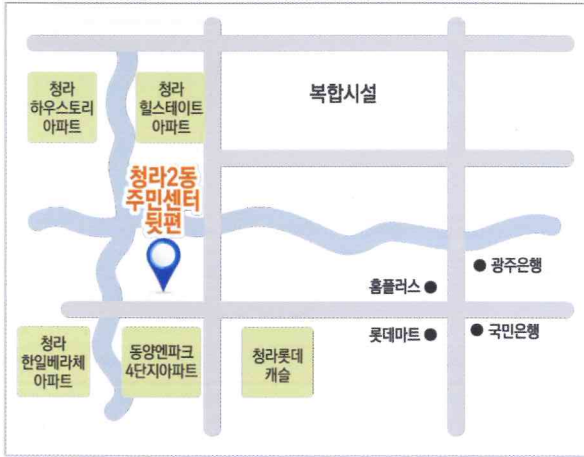 청라
하우스토리
아파트
청라
힐스테이트
아파트
복합시설
청라2동
주민센터
뒷편
광주은행
홈플러스
롯데마트
국민은행
청라
한일베라체
아파트
동양엔파크
4단지아파트
청라롯데
캐슬